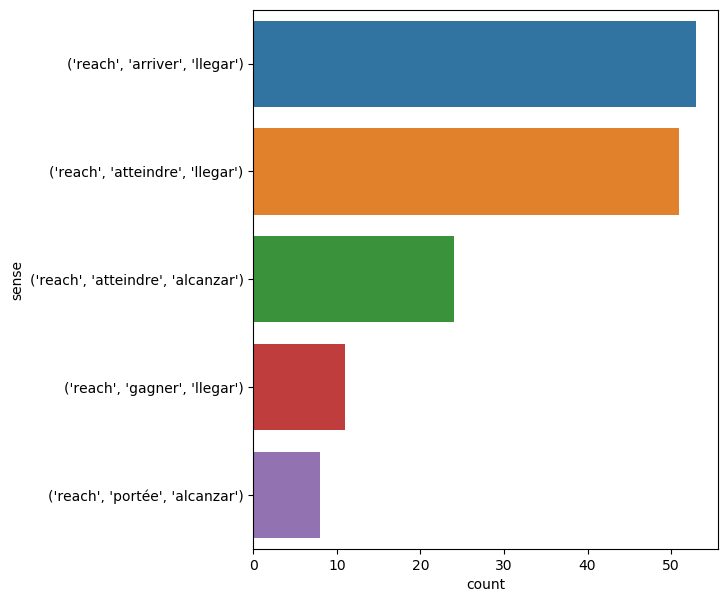 ('reach', 'arriver', 'llegar')
('reach', 'atteindre', 'llegar')
('reach', 'atteindre', 'alcanzar')
('reach', 'gagner', 'llegar')
('reach', 'portée', 'alcanzar')
sense
0 10 20 30 40 50
count